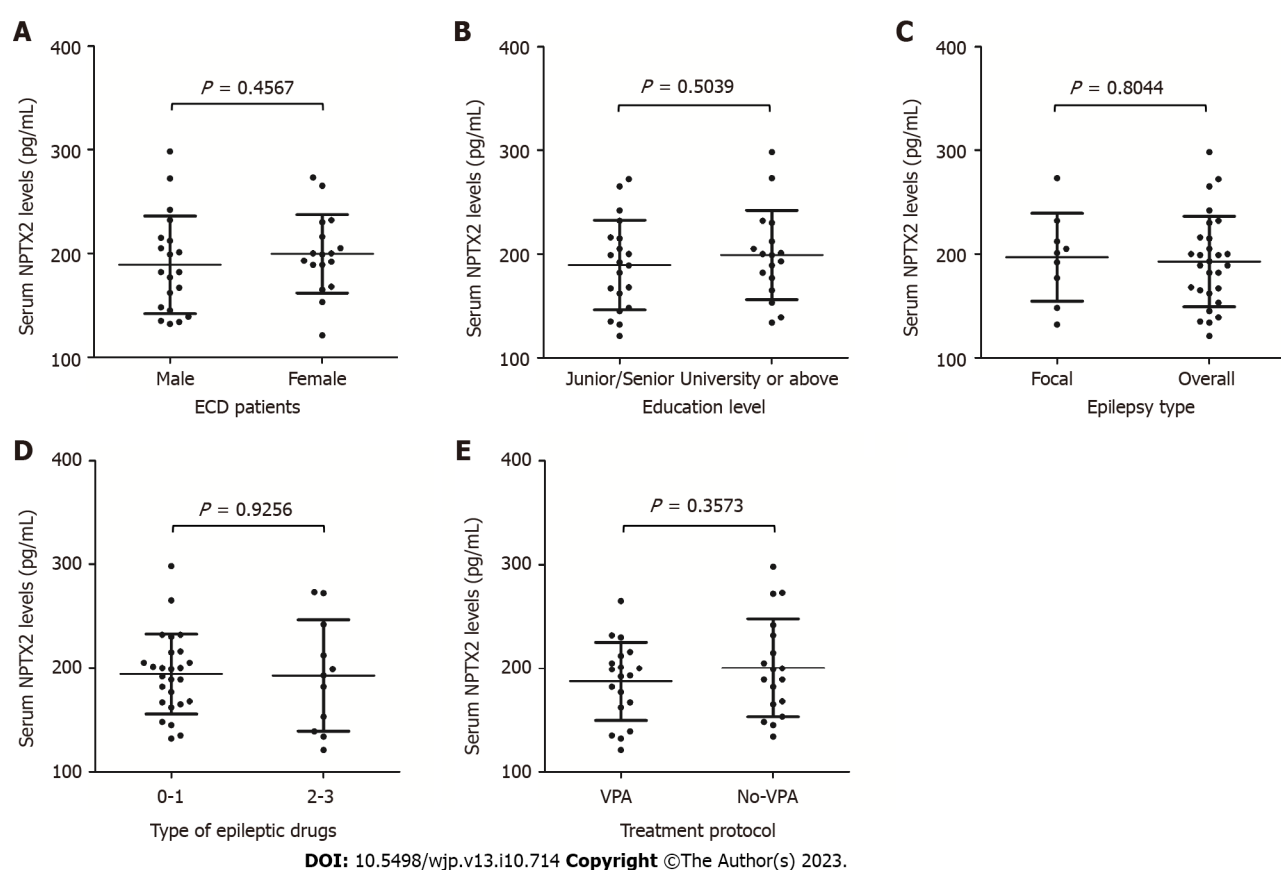 A
Serum NPTX2 levels (pg/mL)
400
300
200
100
P = 0.4567
Male Female
ECD patients
B
Serum NPTX2 levels (pg/mL)
400
300
200
100
P = 0.5039
Junior/Senior University or above
Education level
C
Serum NPTX2 levels (pg/mL)
400
300
200
100
P = 0.8044
Focal Overall
Epilepsy type
D
Serum NPTX2 levels (pg/mL)
400
300
200
100
P = 0.9256
0-1 2-3
Type of epileptic drugs
E
Serum NPTX2 levels (pg/mL)
400
300
200
100
P = 0.3573
VPA No-VPA
Treatment protocol
DOI: 10.5498/wjp.v13.i10.714 Copyright ©The Author(s) 2023.